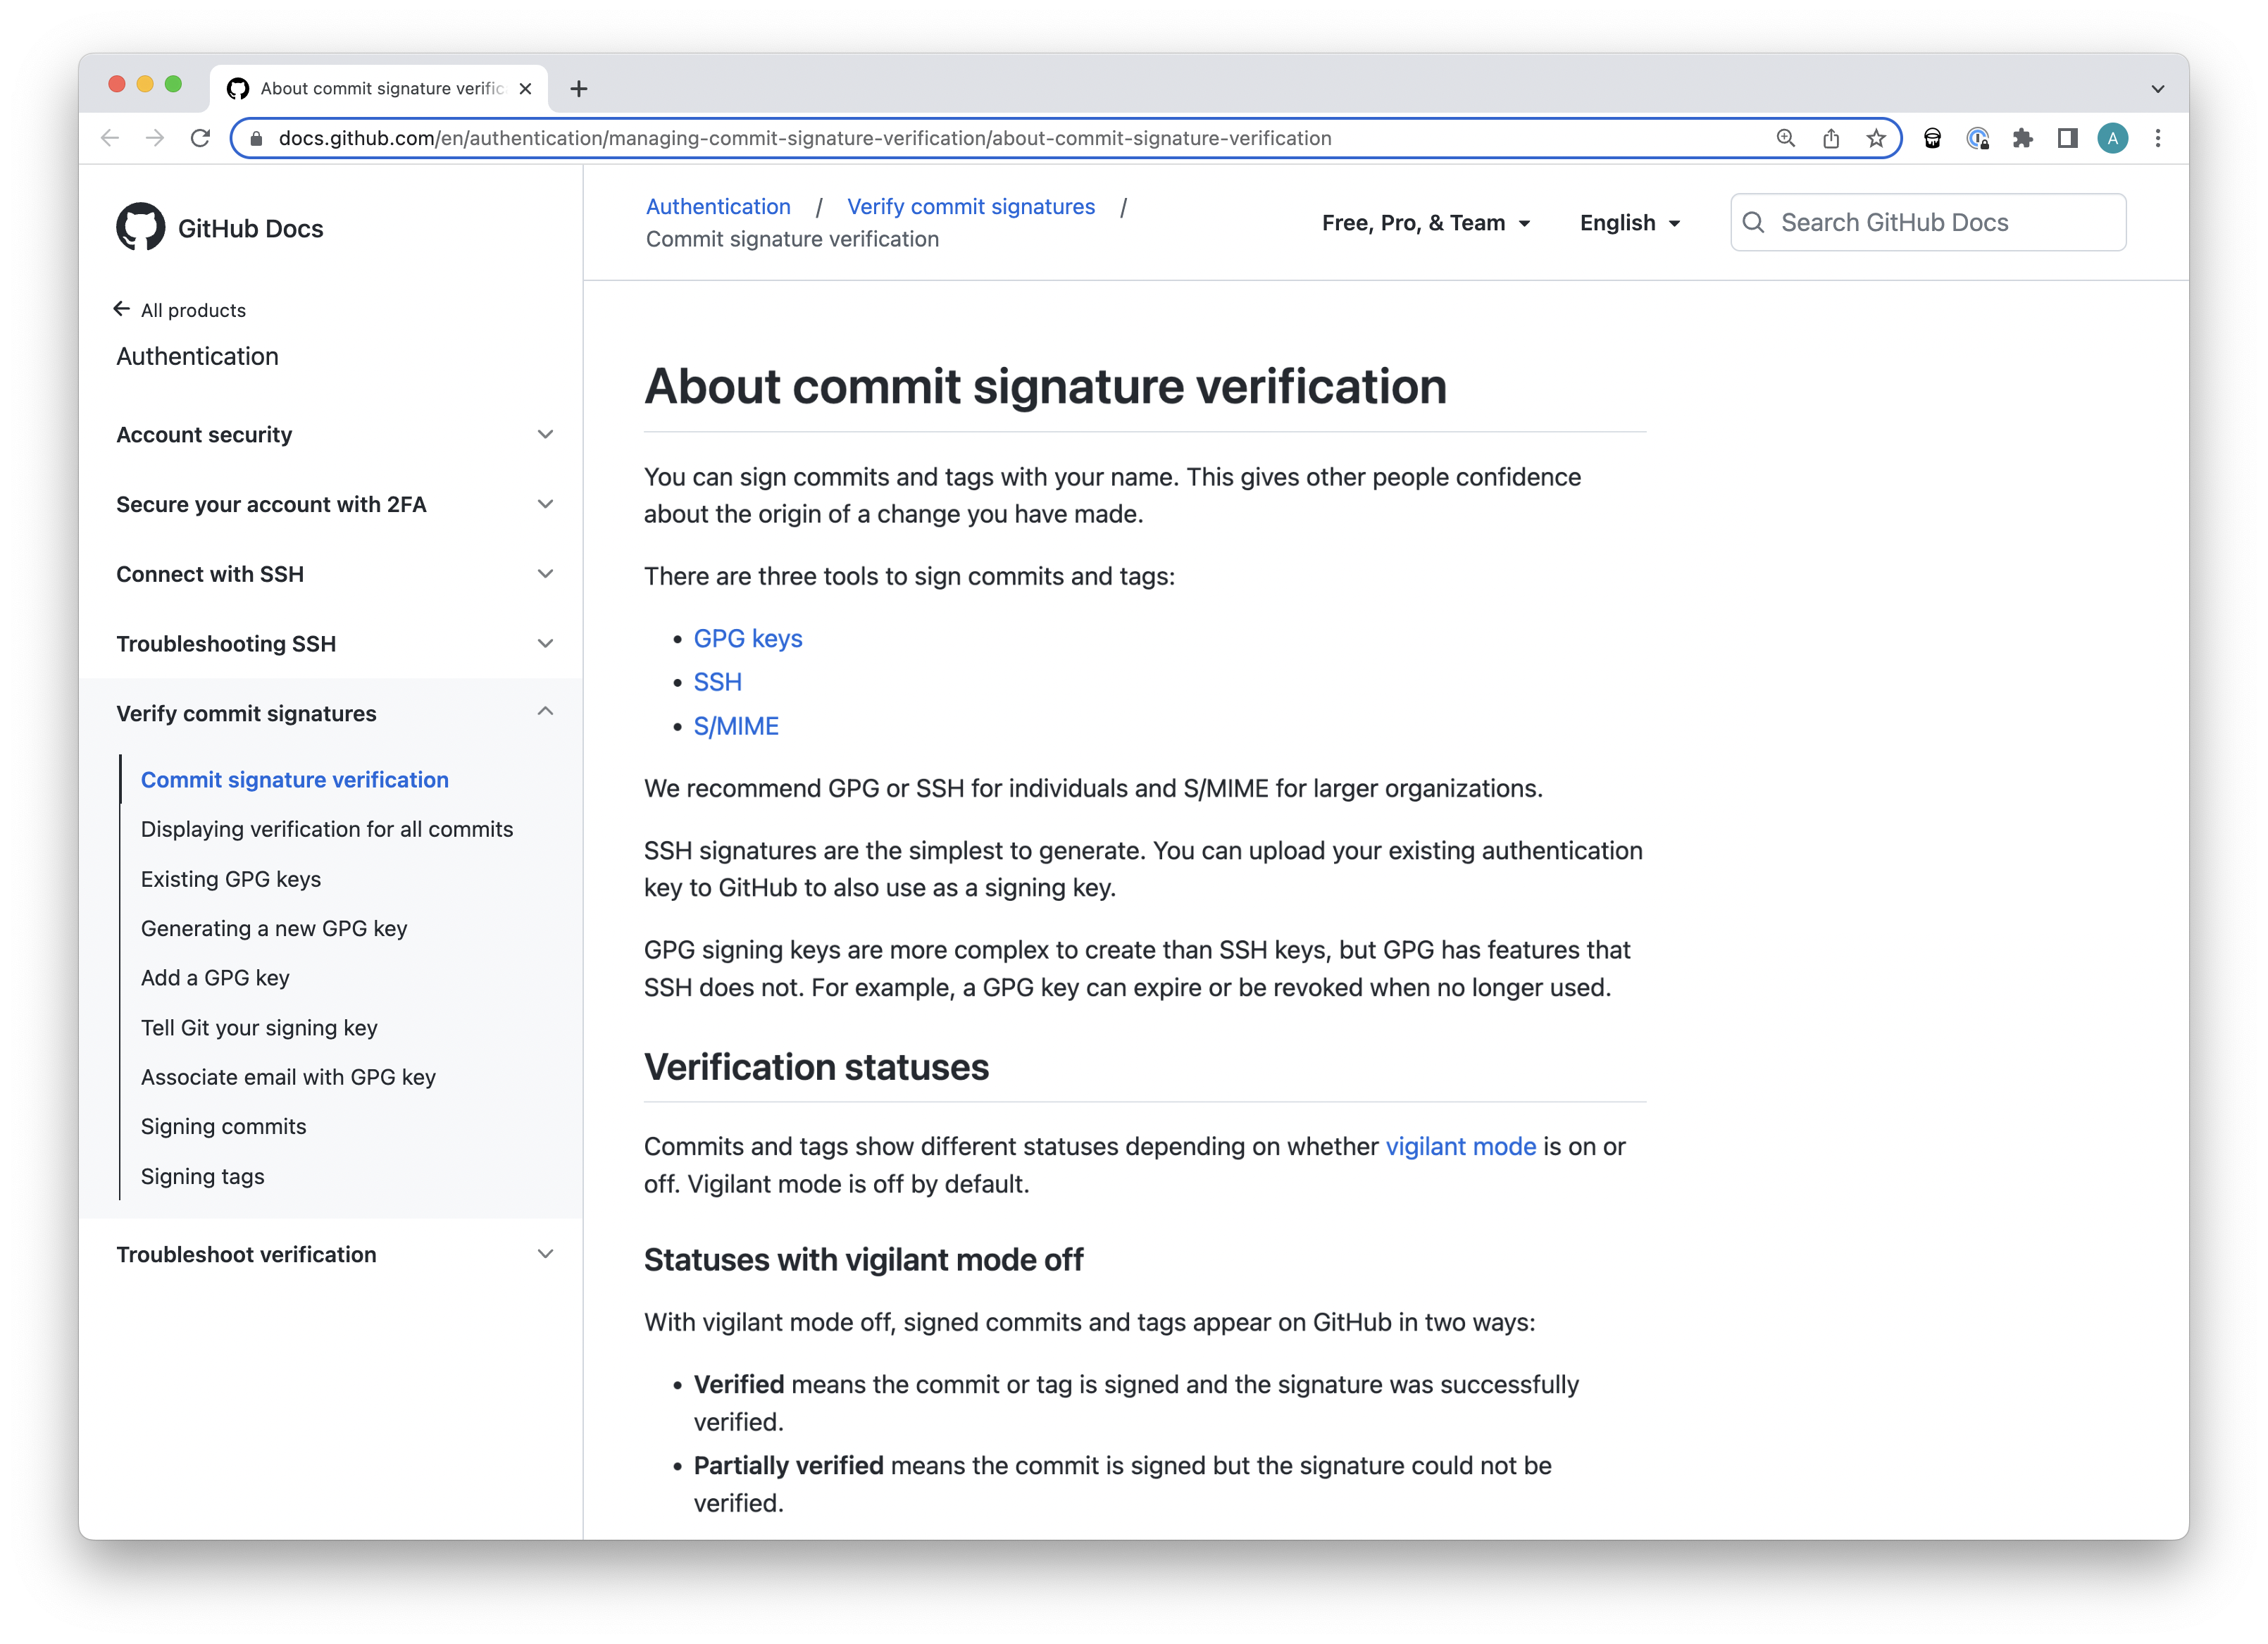 About commit signature verific
docs.github.com/en/authentication/managing-commit-signature-verification/about-commit-signature-verification
A
GitHub Docs
All products
Authentication
Account security
Secure your account with 2FA
Connect with SSH
Troubleshooting SSH
Verify commit signatures
Commit signature verification
Displaying verification for all commits
Existing GPG keys
Generating a new GPG key
Add a GPG key
Tell Git your signing key
Associate email with GPG key
Signing commits
Signing tags
Troubleshoot verification
Authentication / Verify commit signatures /
Commit signature verification
Free, Pro, & Team
English
Search GitHub Docs
About commit signature verification
You can sign commits and tags with your name. This gives other people confidence
about the origin of a change you have made.
There are three tools to sign commits and tags:
• GPG keys
• SSH
• S/MIME
We recommend GPG or SSH for individuals and S/MIME for larger organizations.
SSH signatures are the simplest to generate. You can upload your existing authentication
key to GitHub to also use as a signing key.
GPG signing keys are more complex to create than SSH keys, but GPG has features that
SSH does not. For example, a GPG key can expire or be revoked when no longer used.
Verification statuses
Commits and tags show different statuses depending on whether vigilant mode is on or
off. Vigilant mode is off by default.
Statuses with vigilant mode off
With vigilant mode off, signed commits and tags appear on GitHub in two ways:
• Verified means the commit or tag is signed and the signature was successfully
verified.
• Partially verified means the commit is signed but the signature could not be
verified.